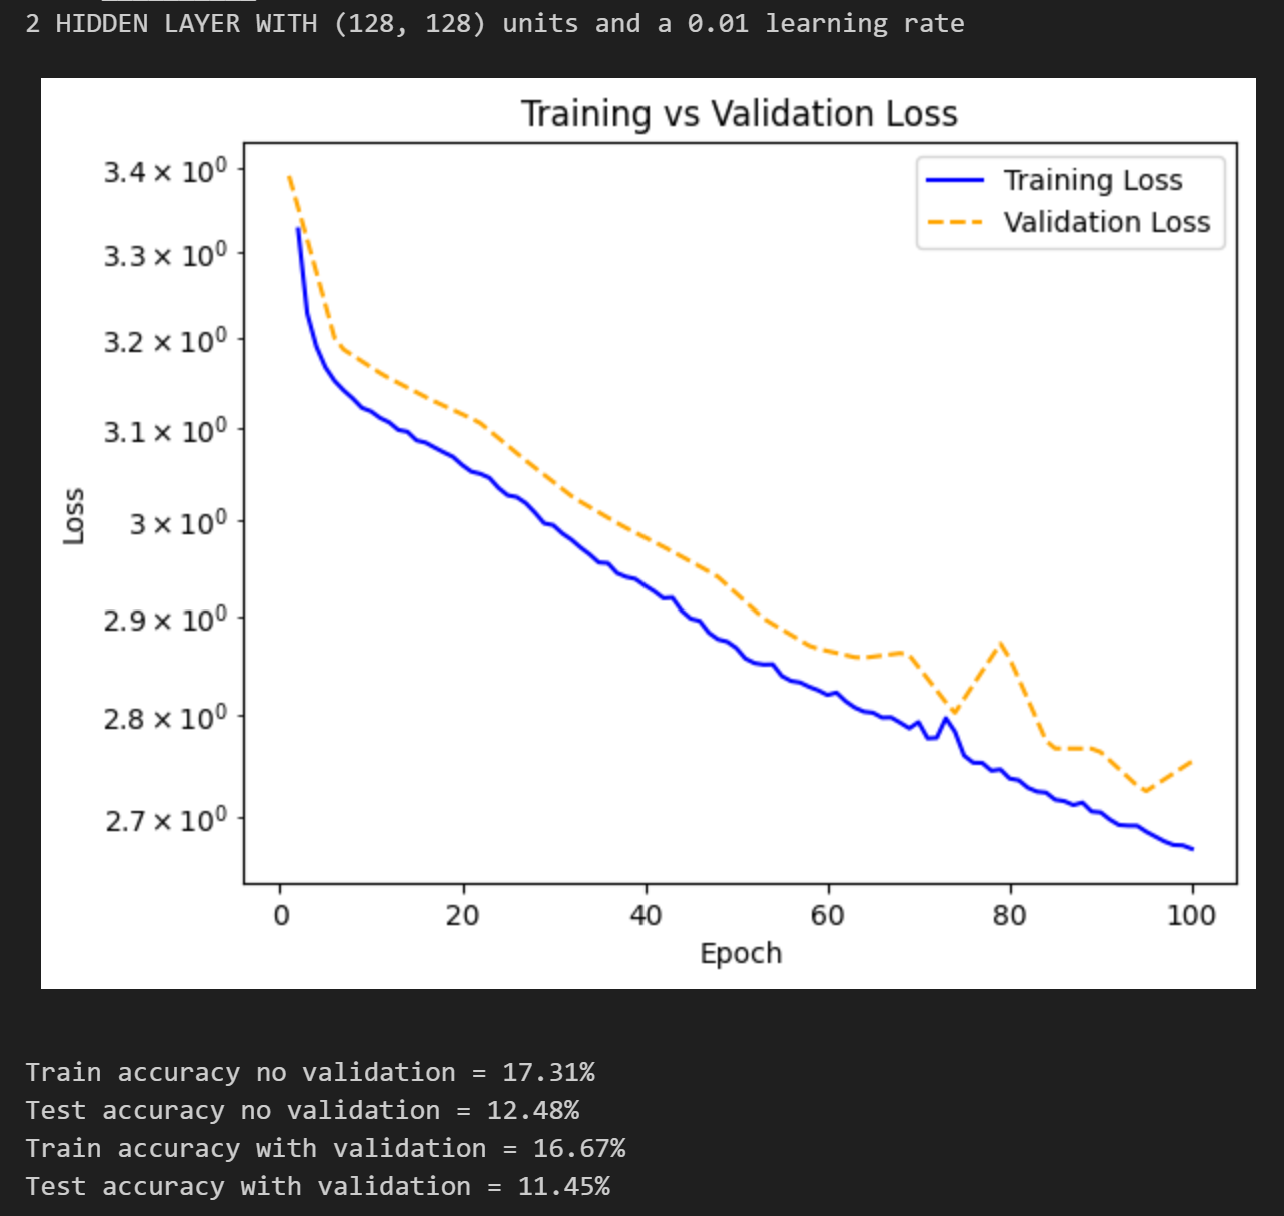 2 HIDDEN LAYER WITH (128, 128) units and a 0.01 learning rate
Training vs Validation Loss
Training Loss
Validation Loss
3.4 × 10⁰
3.3 × 10⁰
3.2 × 10⁰
3.1 × 10⁰
3 × 10⁰
2.9 × 10⁰
2.8 × 10⁰
2.7 × 10⁰
Loss
0 20 40 60 80 100
Epoch
Train accuracy no validation = 17.31%
Test accuracy no validation = 12.48%
Train accuracy with validation = 16.67%
Test accuracy with validation = 11.45%